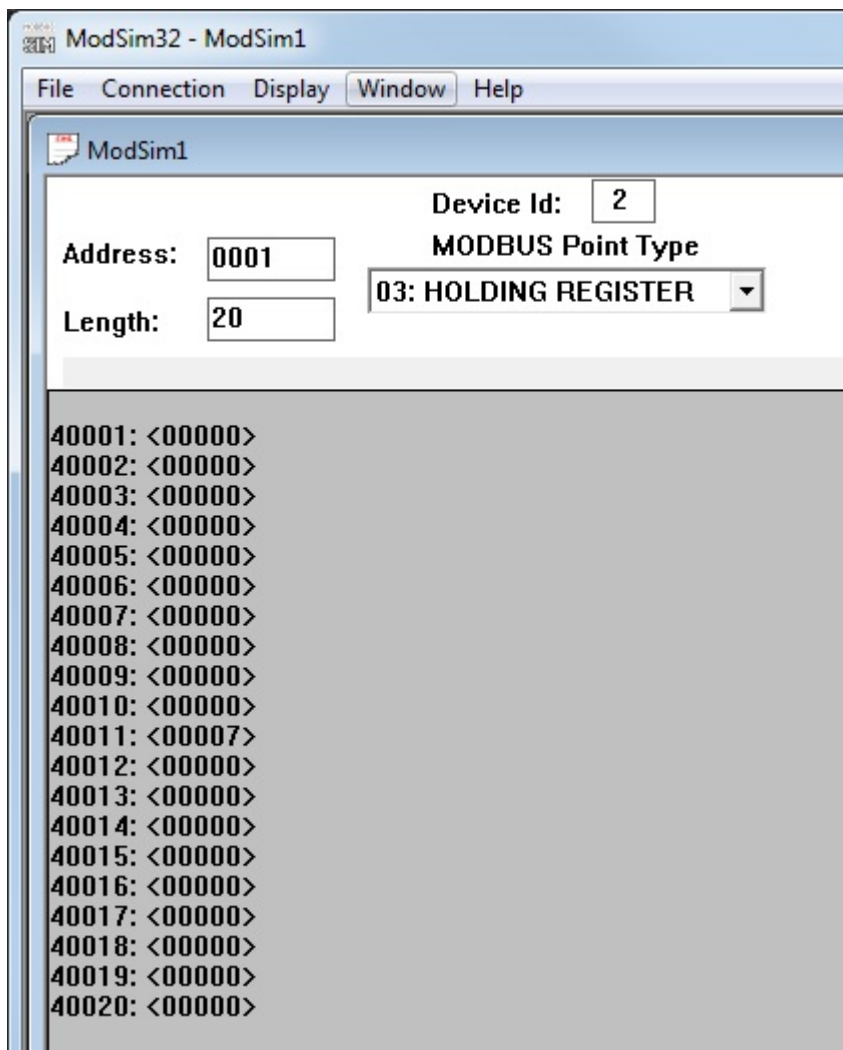 ModSim32 - ModSim1
File Connection Display Window Help
ModSim1
Device Id: 2
Address: 0001
MODBUS Point Type
03: HOLDING REGISTER
Length: 20
40001: <00000>
40002: <00000>
40003: <00000>
40004: <00000>
40005: <00000>
40006: <00000>
40007: <00000>
40008: <00000>
40009: <00000>
40010: <00000>
40011: <00007>
40012: <00000>
40013: <00000>
40014: <00000>
40015: <00000>
40016: <00000>
40017: <00000>
40018: <00000>
40019: <00000>
40020: <00000>